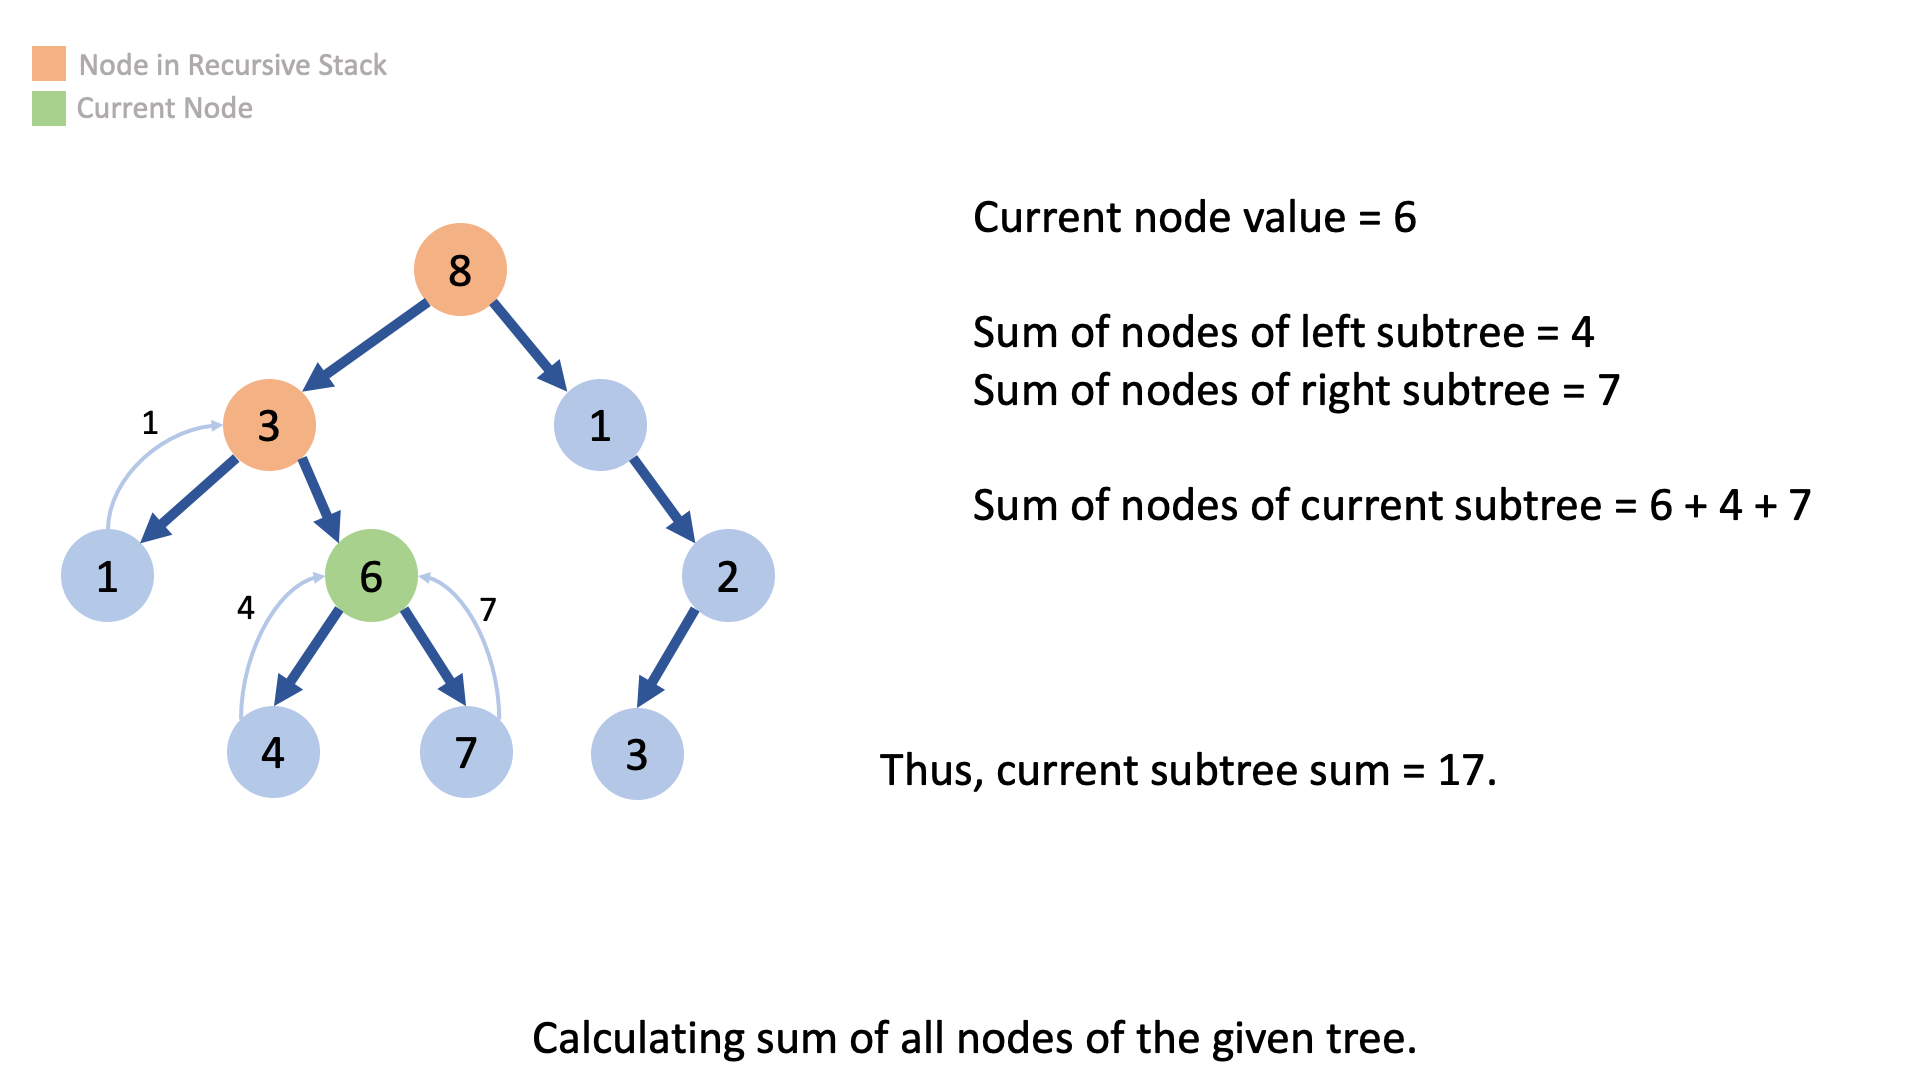 Node in Recursive Stack
Current Node
Current node value = 6
8
Sum of nodes of left subtree = 4
Sum of nodes of right subtree = 7
1
3
1
Sum of nodes of current subtree = 6 + 4 + 7
1
6
2
4
7
4
7
3
Thus, current subtree sum = 17.
Calculating sum of all nodes of the given tree.